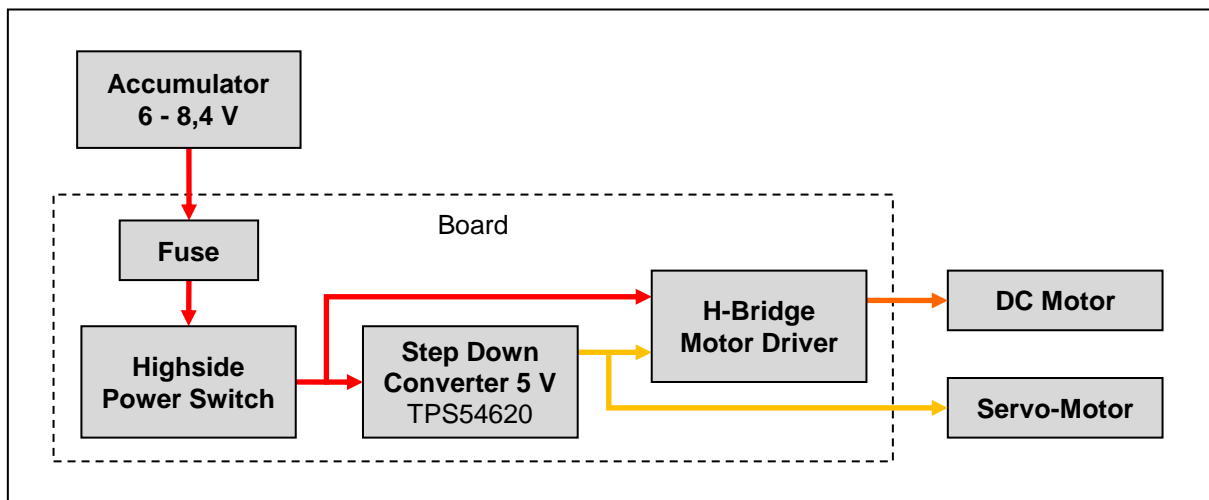 Accumulator
6 - 8,4 V
Board
Fuse
Highside
Power Switch
Step Down
Converter 5 V
TPS54620
H-Bridge
Motor Driver
DC Motor
Servo-Motor